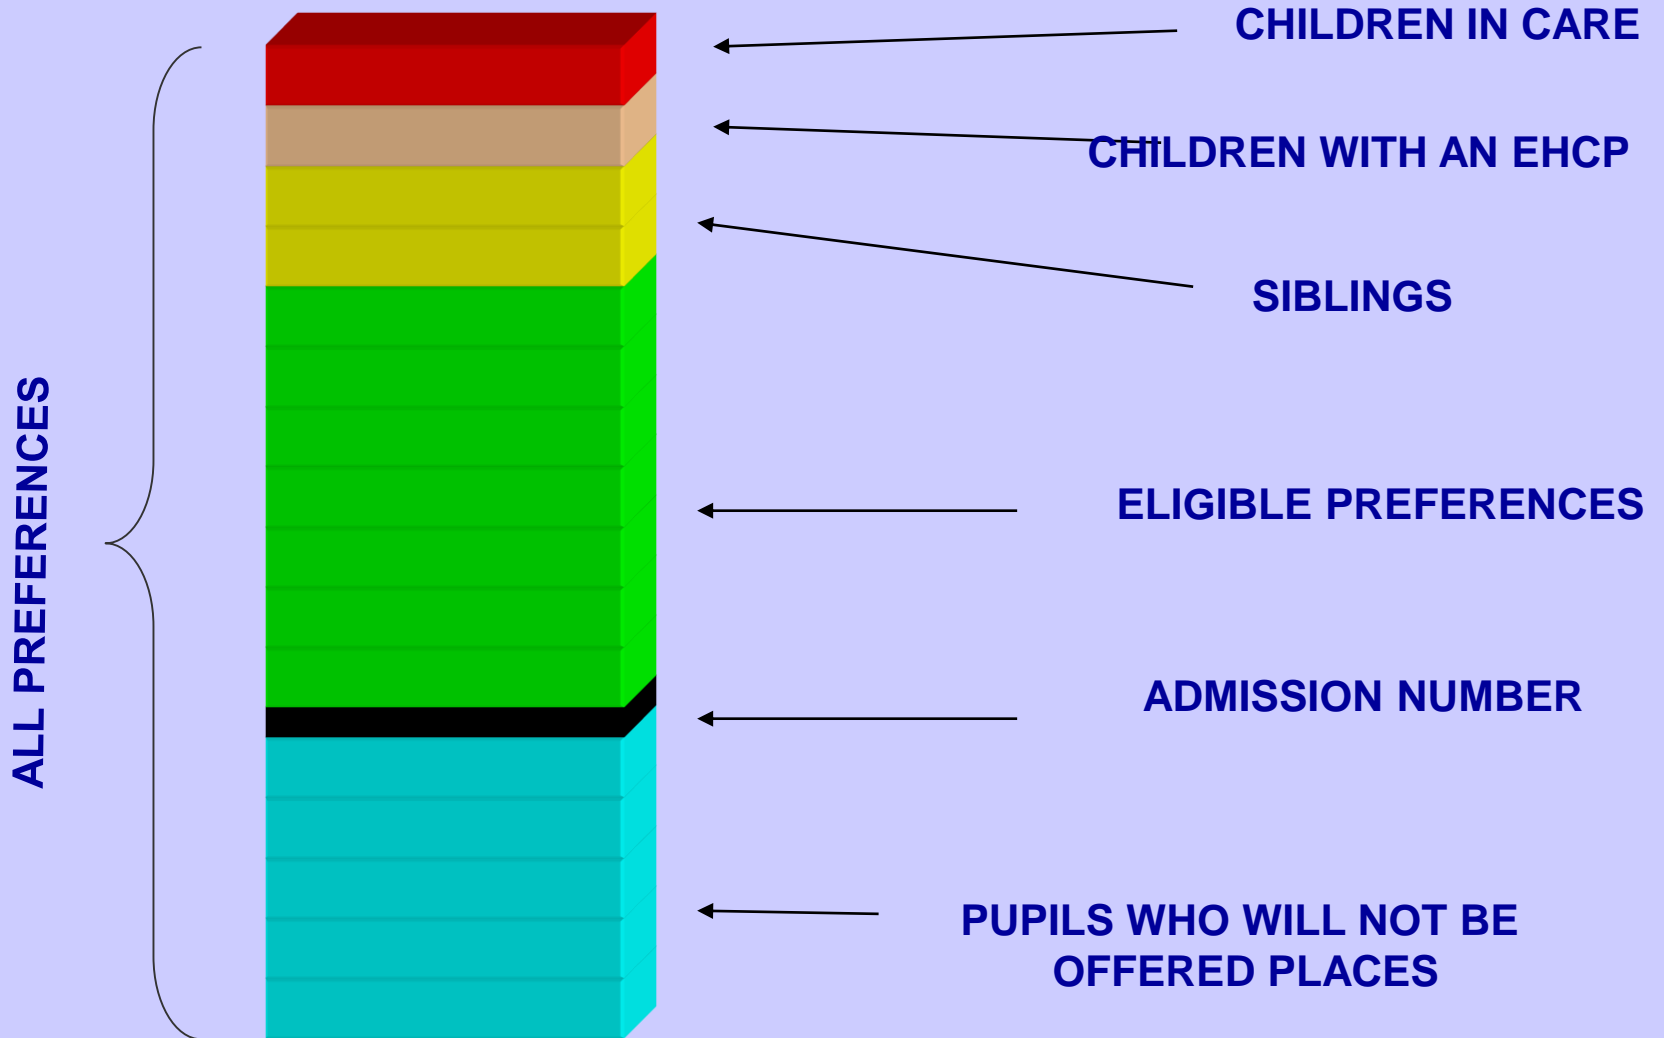 CHILDREN IN CARE
CHILDREN WITH AN EHCP
SIBLINGS
ALL PREFERENCES
ELIGIBLE PREFERENCES
ADMISSION NUMBER
PUPILS WHO WILL NOT BE
OFFERED PLACES